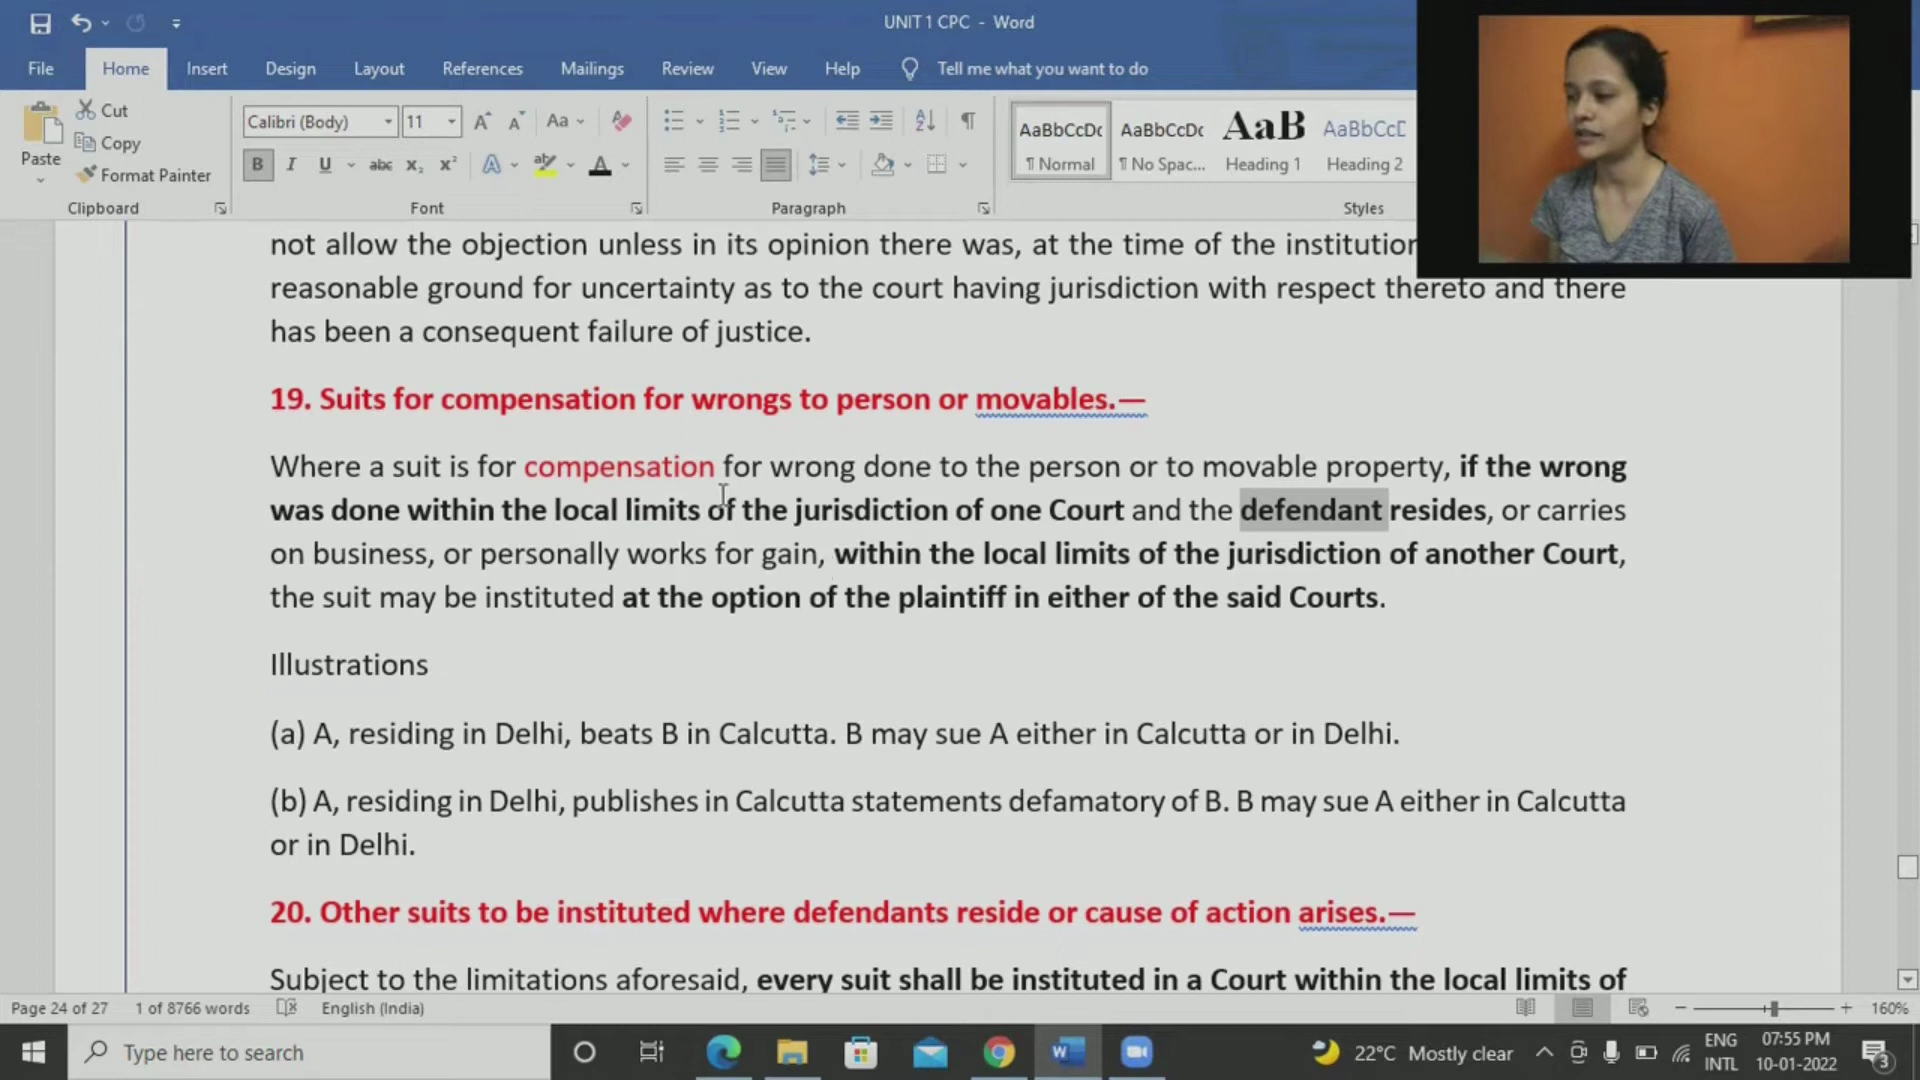 UNIT 1 CPC - Word
File Home Insert Design Layout References Mailings Review View Help Tell me what you want to do
Paste
Cut
Copy
Format Painter
Clipboard
Calibri (Body) 11
Aa
B I U abc x₂ x² A ab A
Font
Paragraph
AaBbCcDc AaBbCcDc AaB AaBbCcD
¶ Normal ¶ No Spac... Heading 1 Heading 2
Styles
not allow the objection unless in its opinion there was, at the time of the institution
reasonable ground for uncertainty as to the court having jurisdiction with respect thereto and there
has been a consequent failure of justice.
19. Suits for compensation for wrongs to person or movables.—
Where a suit is for compensation for wrong done to the person or to movable property, if the wrong
was done within the local limits of the jurisdiction of one Court and the defendant resides, or carries
on business, or personally works for gain, within the local limits of the jurisdiction of another Court,
the suit may be instituted at the option of the plaintiff in either of the said Courts.
Illustrations
(a) A, residing in Delhi, beats B in Calcutta. B may sue A either in Calcutta or in Delhi.
(b) A, residing in Delhi, publishes in Calcutta statements defamatory of B. B may sue A either in Calcutta
or in Delhi.
20. Other suits to be instituted where defendants reside or cause of action arises.—
Subject to the limitations aforesaid, every suit shall be instituted in a Court within the local limits of
Page 24 of 27 1 of 8766 words English (India) 160%
Type here to search
22°C Mostly clear
ENG
INTL
07:55 PM
10-01-2022
3